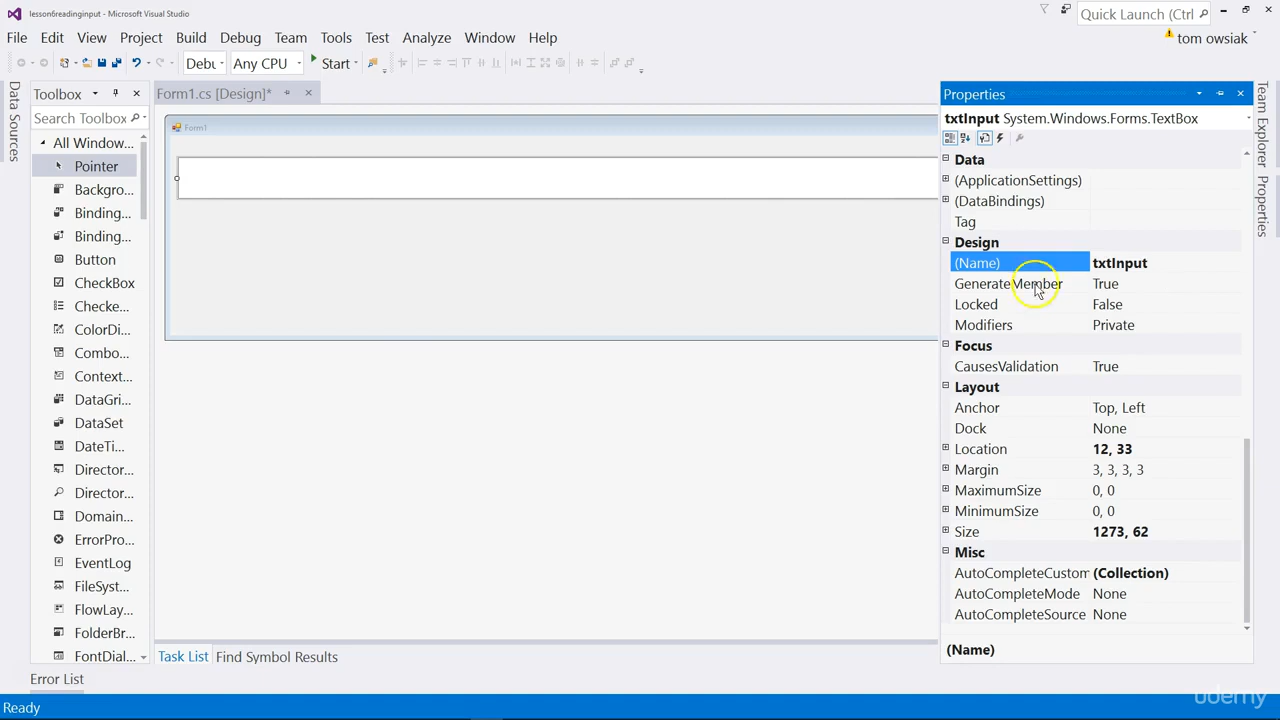 lesson6readinginput - Microsoft Visual Studio
Quick Launch (Ctrl
File Edit View Project Build Debug Team Tools Test Analyze Window Help
tom owsiak
Debu Any CPU Start
Data Sources
Toolbox
Search Toolbox
All Window...
Pointer
Backgro...
Binding...
Binding...
Button
CheckBox
Checke...
ColorDi...
Combo...
Context...
DataGri...
DataSet
DateTi...
Director...
Director...
Domain...
ErrorPro...
EventLog
FileSyst...
FlowLay...
FolderBr...
FontDial...
Form1.cs [Design]*
Form1
Task List Find Symbol Results
Error List
Ready
Properties
txtInput System.Windows.Forms.TextBox
Data
(ApplicationSettings)
(DataBindings)
Tag
Design
(Name) txtInput
GenerateMember True
Locked False
Modifiers Private
Focus
CausesValidation True
Layout
Anchor Top, Left
Dock None
Location 12, 33
Margin 3, 3, 3, 3
MaximumSize 0, 0
MinimumSize 0, 0
Size 1273, 62
Misc
AutoCompleteCustom (Collection)
AutoCompleteMode None
AutoCompleteSource None
(Name)
Team Explorer
Properties
udemy